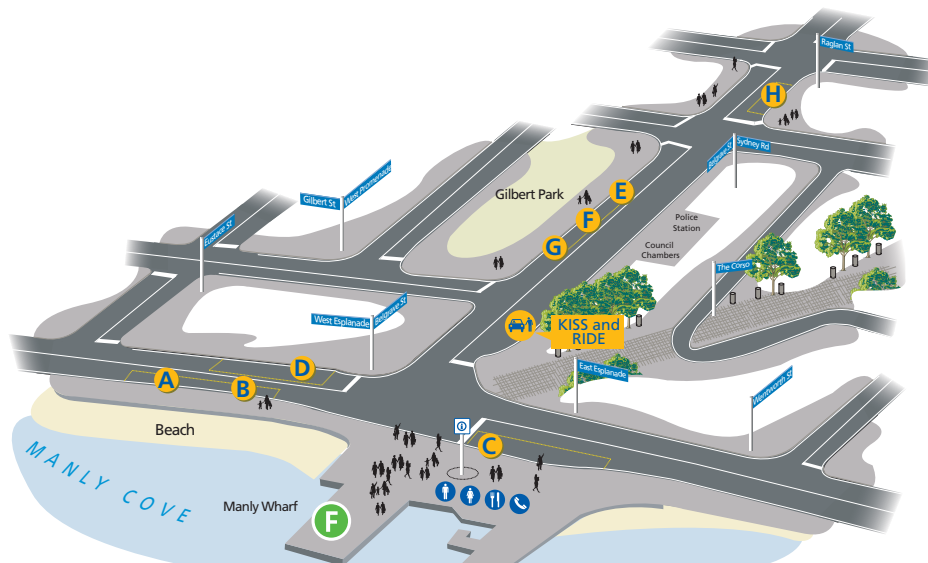 Raglan St
H
Belgrave St
Sydney Rd
Gilbert St
West Promenade
Gilbert Park
E
F
G
Police
Station
Council
Chambers
Eustace St
The Corso
West Esplanade
Belgrave St
KISS and
RIDE
East Esplanade
Wentworth St
A
B
D
C
Beach
MANLY COVE
Manly Wharf
F
i